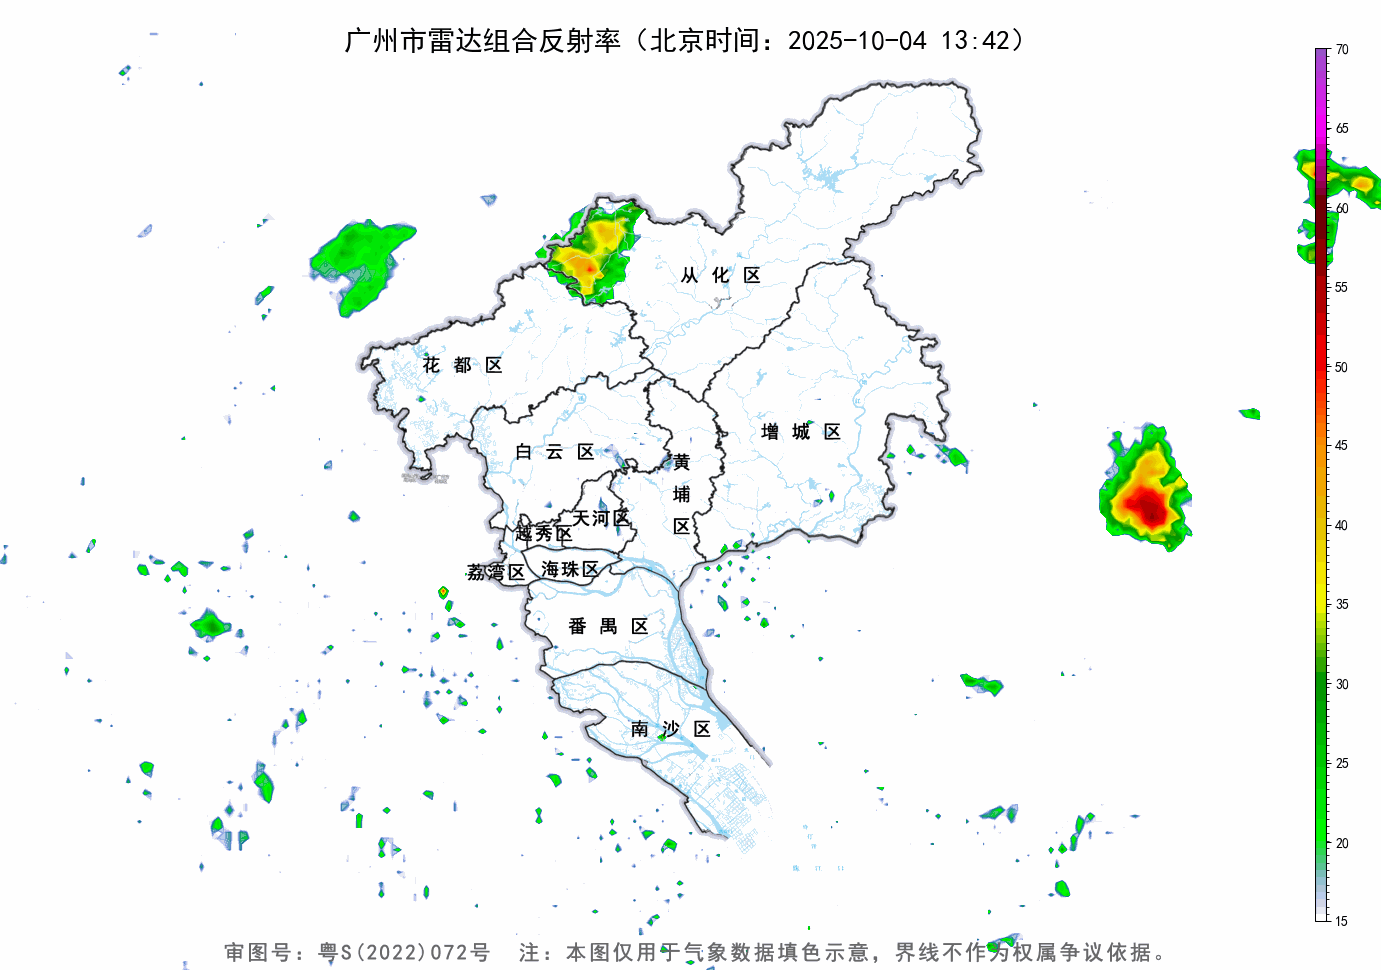 广州市雷达组合反射率（北京时间：2025-10-04 13:42）
70
65
60
55
50
45
40
35
30
25
20
15
从化区
花都区
增城区
白云区
黄埔区
天河区
越秀区
荔湾区
海珠区
番禺区
南沙区
审图号：粤S(2022)072号 注：本图仅用于气象数据填色示意，界线不作为权属争议依据。